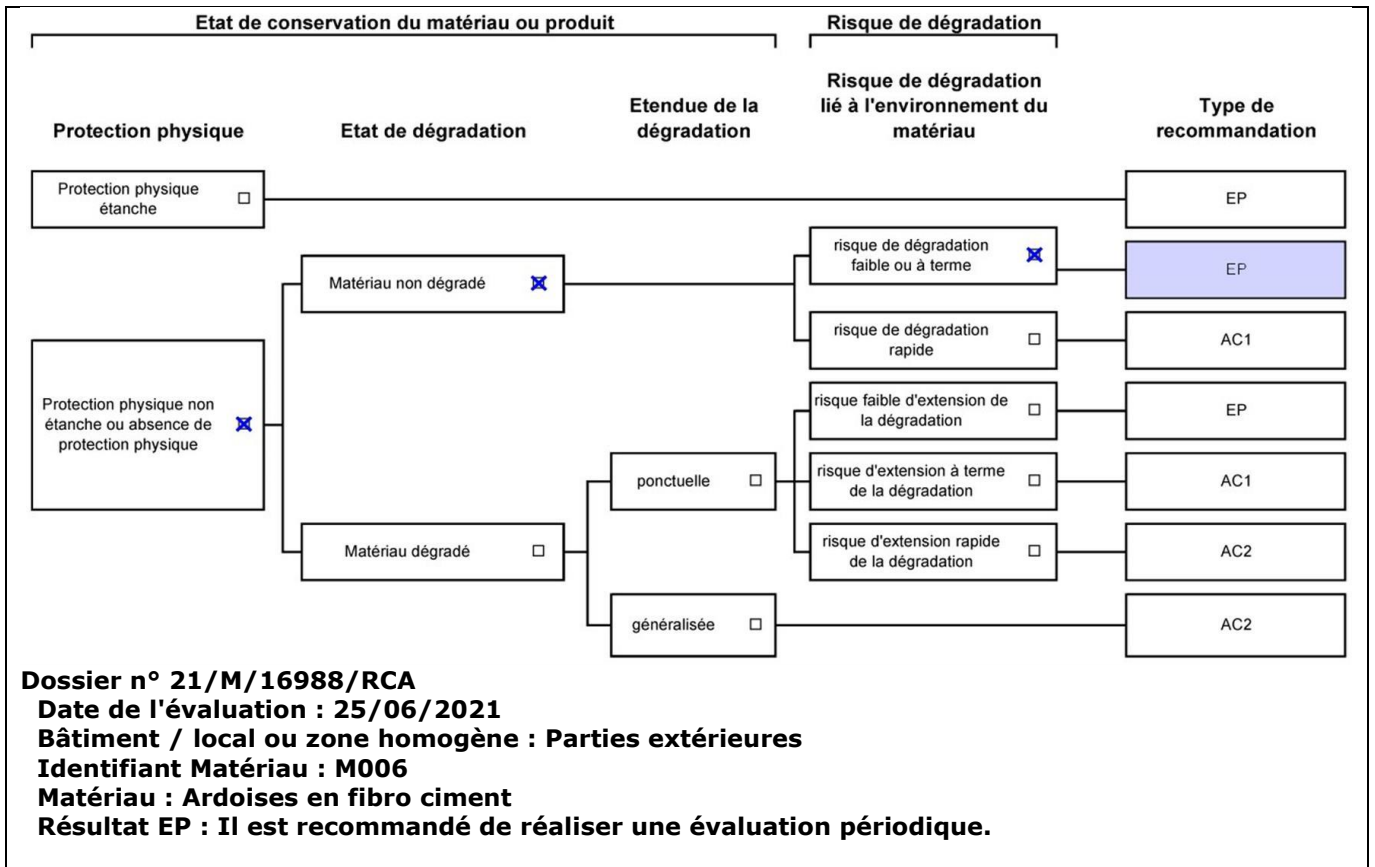 Etat de conservation du matériau ou produit
Risque de dégradation
Protection physique
Etat de dégradation
Etendue de la
dégradation
Risque de dégradation
lié à l'environnement du
matériau
Type de
recommandation
Protection physique
étanche
EP
risque de dégradation
faible ou à terme
EP
Matériau non dégradé
risque de dégradation
rapide
AC1
Protection physique non
étanche ou absence de
protection physique
risque faible d'extension de
la dégradation
EP
ponctuelle
risque d'extension à terme
de la dégradation
AC1
Matériau dégradé
risque d'extension rapide
de la dégradation
AC2
généralisée
AC2
Dossier n° 21/M/16988/RCA
Date de l'évaluation : 25/06/2021
Bâtiment / local ou zone homogène : Parties extérieures
Identifiant Matériau : M006
Matériau : Ardoises en fibro ciment
Résultat EP : Il est recommandé de réaliser une évaluation périodique.